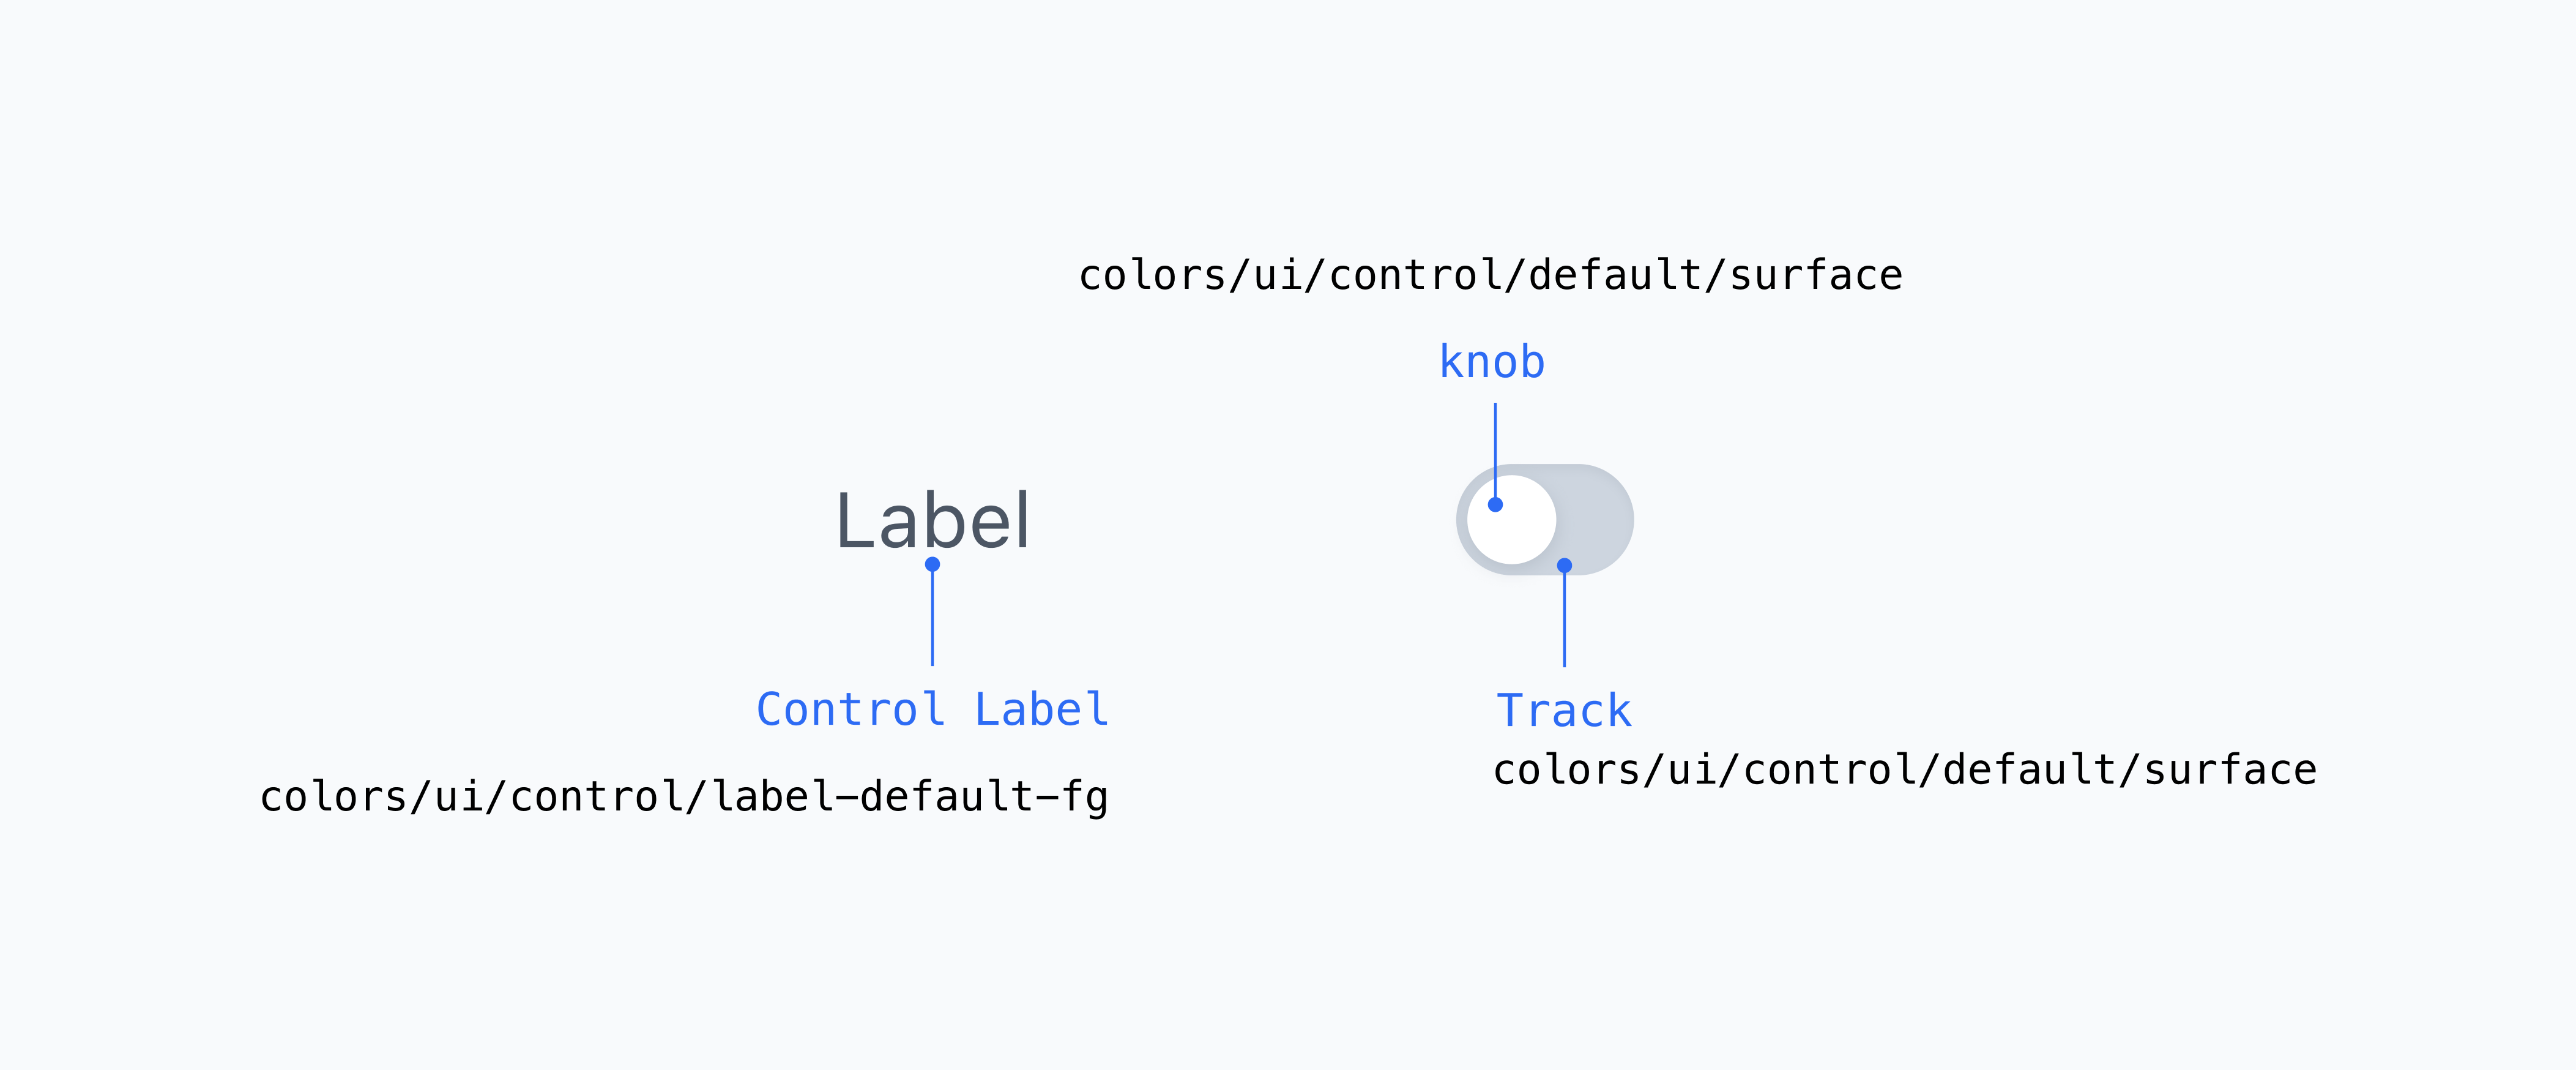 colors/ui/control/default/surface
knob
Label
Control Label
Track
colors/ui/control/default/surface
colors/ui/control/label-default-fg